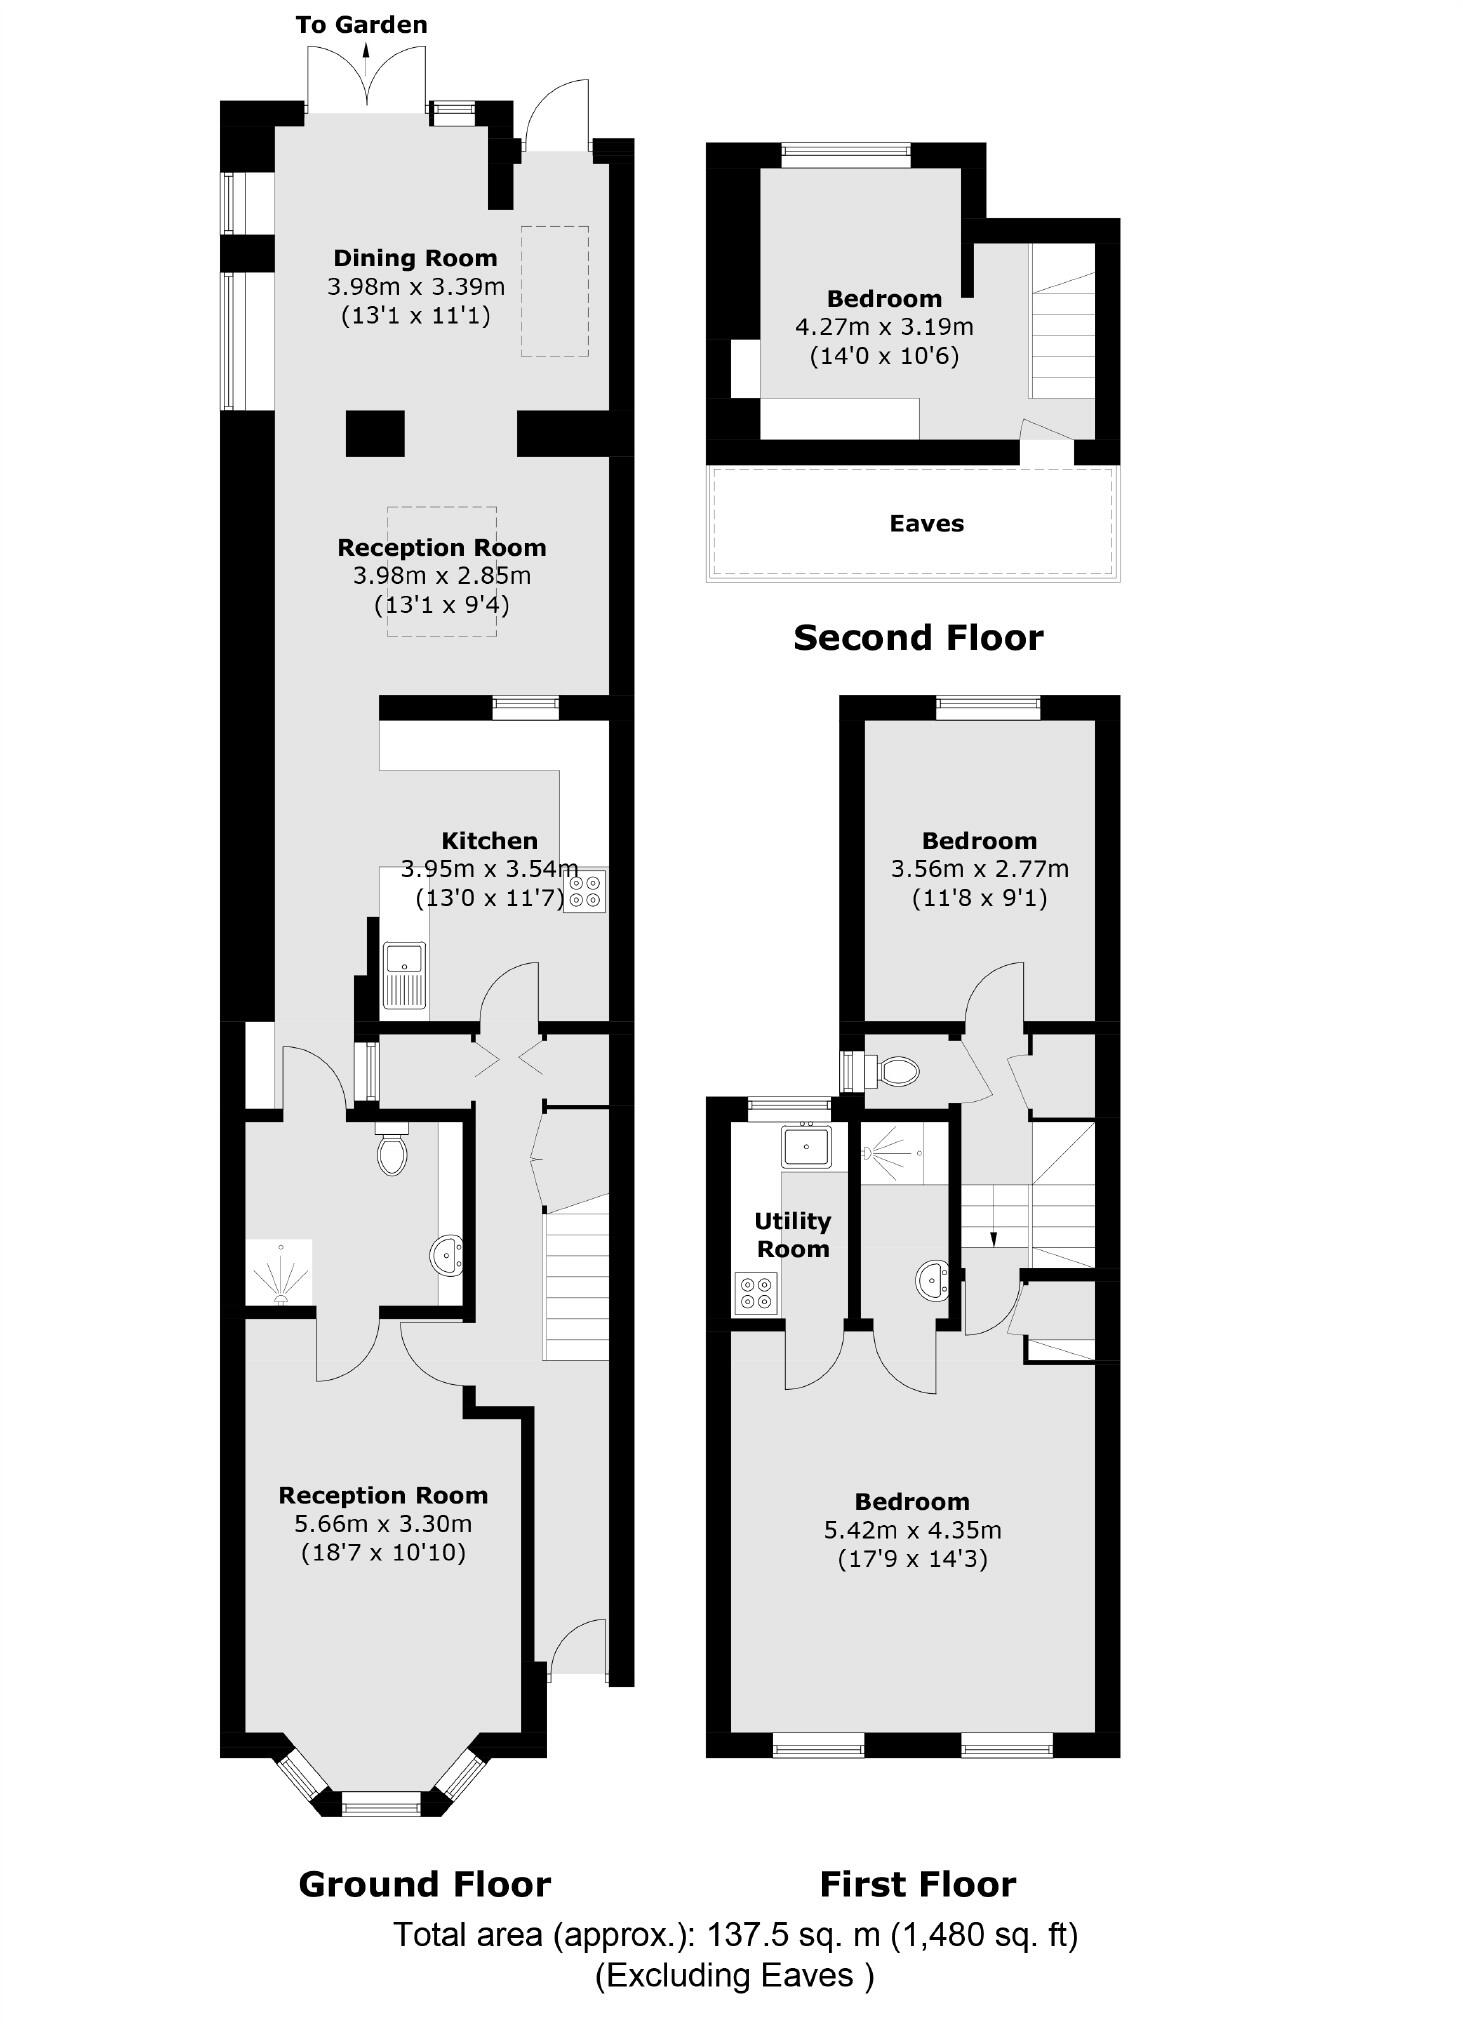 To Garden
Dining Room
3.98m x 3.39m
(13'1 x 11'1)
Reception Room
3.98m x 2.85m
(13'1 x 9'4)
Kitchen
3.95m x 3.54m
(13'0 x 11'7)
Reception Room
5.66m x 3.30m
(18'7 x 10'10)
Ground Floor
Bedroom
4.27m x 3.19m
(14'0 x 10'6)
Eaves
Second Floor
Bedroom
3.56m x 2.77m
(11'8 x 9'1)
Utility
Room
Bedroom
5.42m x 4.35m
(17'9 x 14'3)
First Floor
Total area (approx.): 137.5 sq. m (1,480 sq. ft)
(Excluding Eaves )